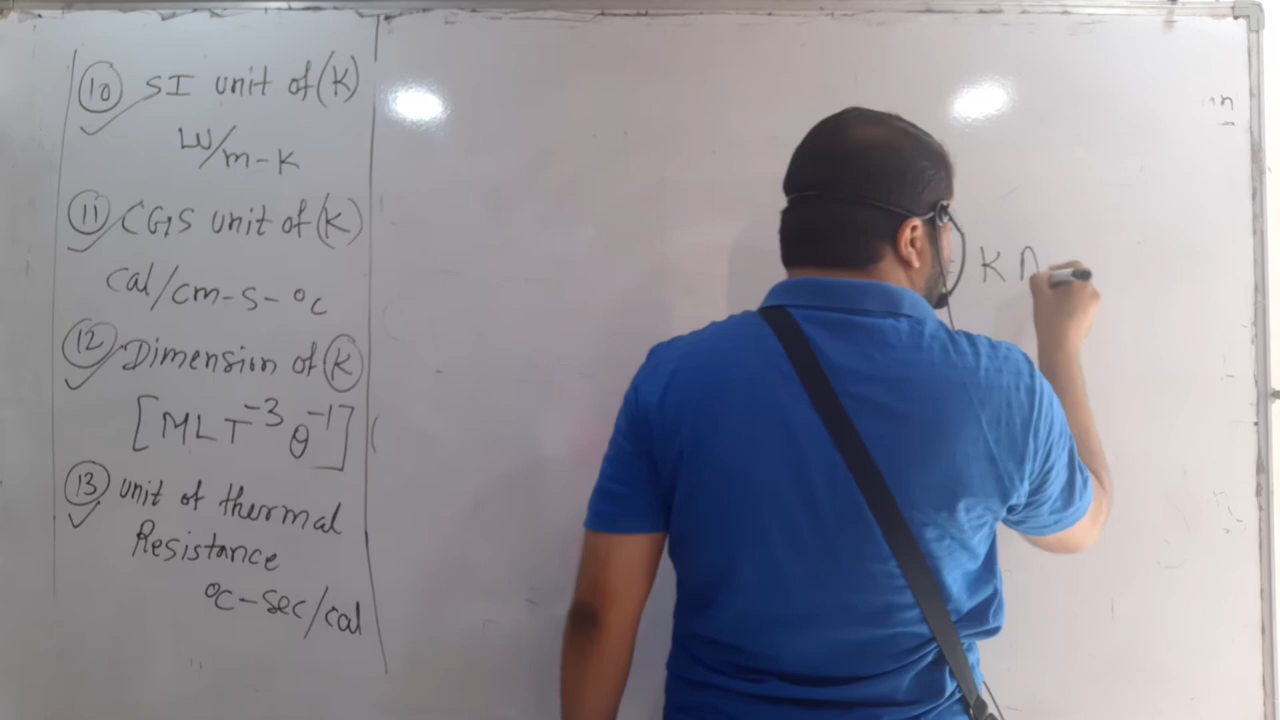 ⑩ SI unit of (K)
W/m-K
⑪ CGS unit of (K)
Cal/cm-s-°c
⑫ Dimension of (K)
[MLT⁻³θ⁻¹]
⑬ unit of thermal
Resistance
°c-sec/cal
K